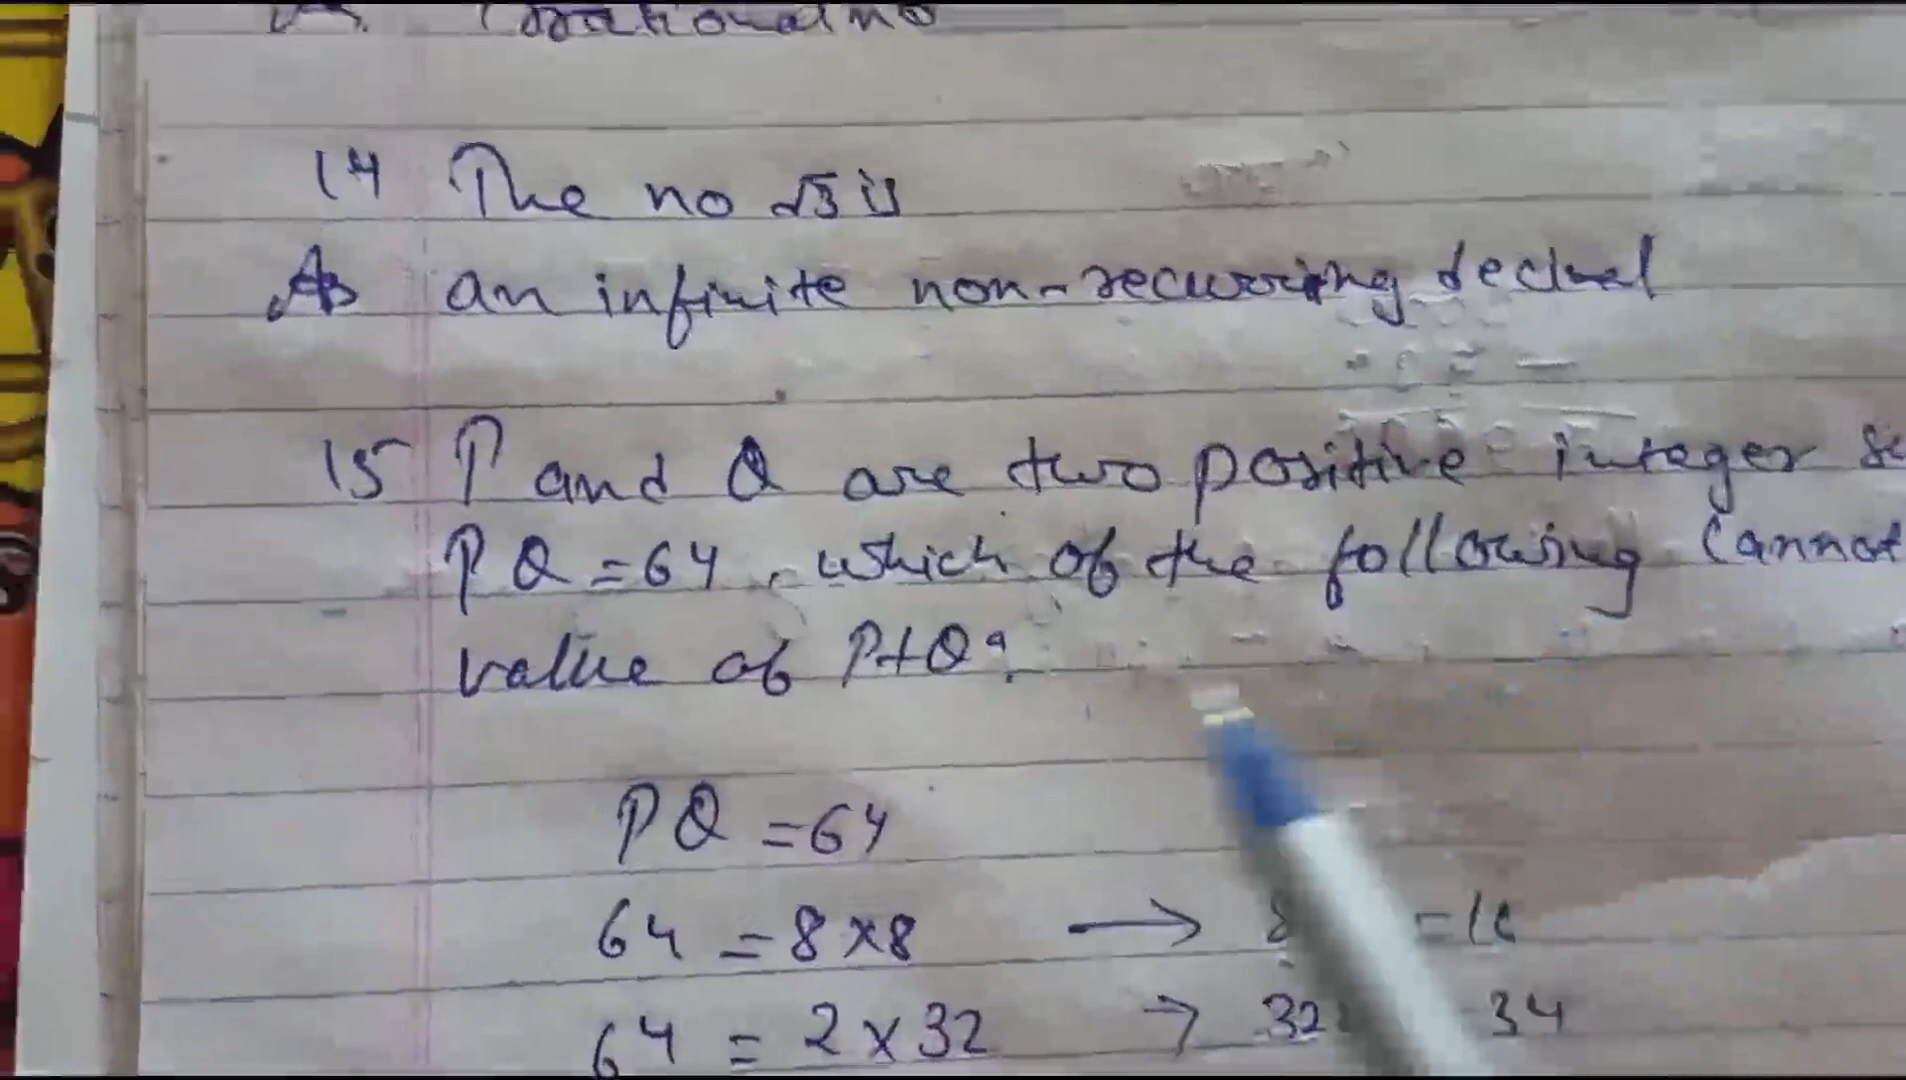 14 The no √3 is
As an infinite non-recurring decimal
15 P and Q are two positive integer
PQ = 64, which of the following cannot
value of P+Q?
PQ = 64
64 = 8×8 → 8 = 16
64 = 2 × 32 → 32 34